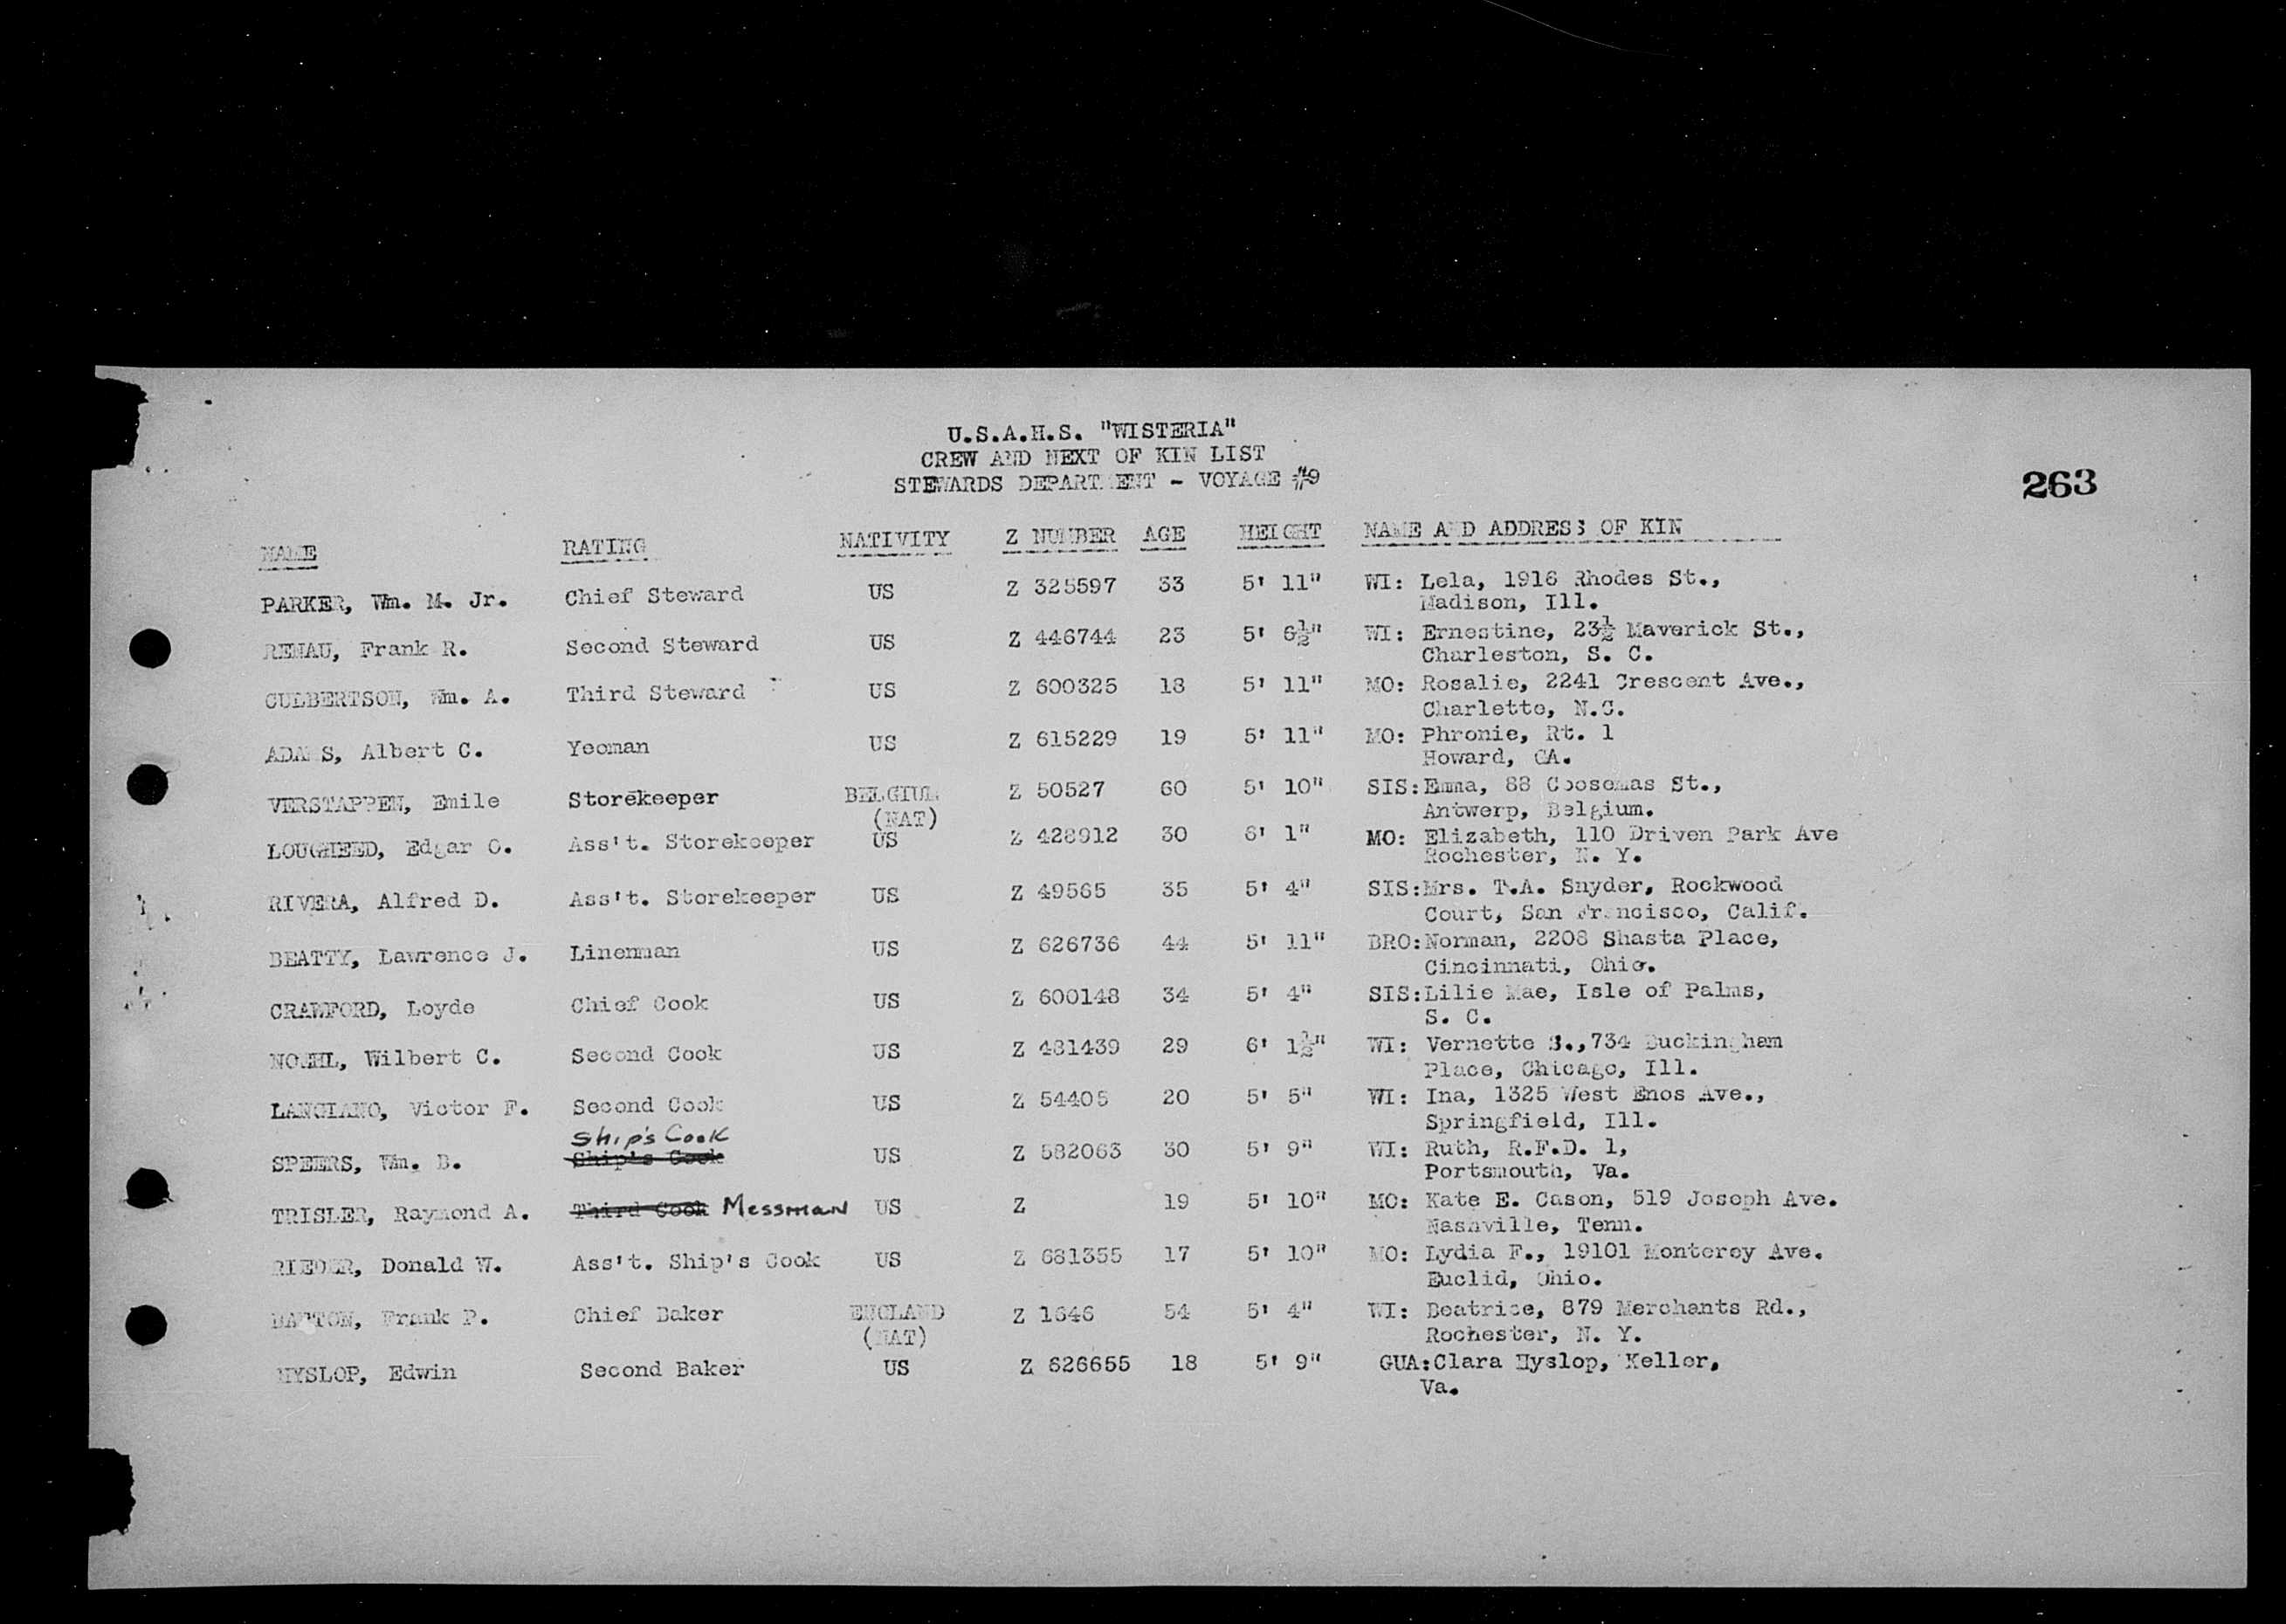 U.S.A.H.S. "WISTERIA"
CREW AND NEXT OF KIN LIST
STEWARDS DEPARTMENT - VOYAGE #9
263
NAME RATING NATIVITY Z NUMBER AGE HEIGHT NAME AND ADDRESS OF KIN
PARKER, Wm. M. Jr. Chief Steward US Z 325597 33 5' 11" WI: Lela, 1916 Rhodes St.,
Madison, Ill.
RENAU, Frank R. Second Steward US Z 446744 23 5' 6½" WI: Ernestine, 23½ Maverick St.,
Charleston, S. C.
CULBERTSON, Wm. A. Third Steward US Z 600325 18 5' 11" MO: Rosalie, 2241 Crescent Ave.,
Charlotte, N.C.
ADAMS, Albert C. Yeoman US Z 615229 19 5' 11" MO: Phronie, Rt. 1
Howard, GA.
VERSTAPPEN, Emile Storekeeper BELGIUM Z 50527 60 5' 10" SIS: Emma, 88 Coosemas St.,
(NAT) Antwerp, Belgium.
LOUGHEED, Edgar O. Ass't. Storekeeper US Z 428912 30 6' 1" MO: Elizabeth, 110 Driven Park Ave
Rochester, N. Y.
RIVERA, Alfred D. Ass't. Storekeeper US Z 49565 35 5' 4" SIS: Mrs. T.A. Snyder, Rockwood
Court, San Francisco, Calif.
BEATTY, Lawrence J. Linenman US Z 626736 44 5' 11" BRO: Norman, 2208 Shasta Place,
Cincinnati, Ohio.
CRAWFORD, Loyde Chief Cook US Z 600148 34 5' 4" SIS: Lilie Mae, Isle of Palms,
S. C.
Wilbert C. Second Cook US Z 481439 29 6' 1½" WI: Vernette S., 734 Buckingham
Place, Chicago, Ill.
LANCIANO, Victor F. Second Cook US Z 54405 20 5' 5" WI: Ina, 1325 West Enos Ave.,
Springfield, Ill.
Ship's Cook
SPEERS, Wm. B. Ship's Cook US Z 582063 30 5' 9" WI: Ruth, R.F.D. 1,
Portsmouth, Va.
TRISLER, Raymond A. Third Cook Messman US Z 19 5' 10" MO: Kate E. Cason, 519 Joseph Ave.
Nashville, Tenn.
RIEDER, Donald W. Ass't. Ship's Cook US Z 681355 17 5' 10" MO: Lydia F., 19101 Monterey Ave.
Euclid, Ohio.
Frank P. Chief Baker ENGLAND Z 1646 54 5' 4" WI: Beatrice, 879 Merchants Rd.,
(NAT) Rochester, N. Y.
HYSLOP, Edwin Second Baker US Z 626655 18 5' 9" GUA: Clara Hyslop, Keller,
Va.